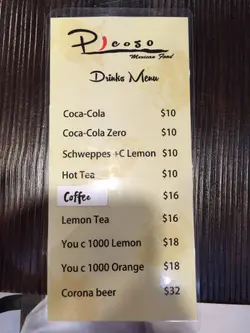 Picoso
Mexican Food
Drinks Menu
Coca-Cola $10
Coca-Cola Zero $10
Schweppes +C Lemon $10
Hot Tea $10
Coffee $16
Lemon Tea $16
You c 1000 Lemon $18
You c 1000 Orange $18
Corona beer $32